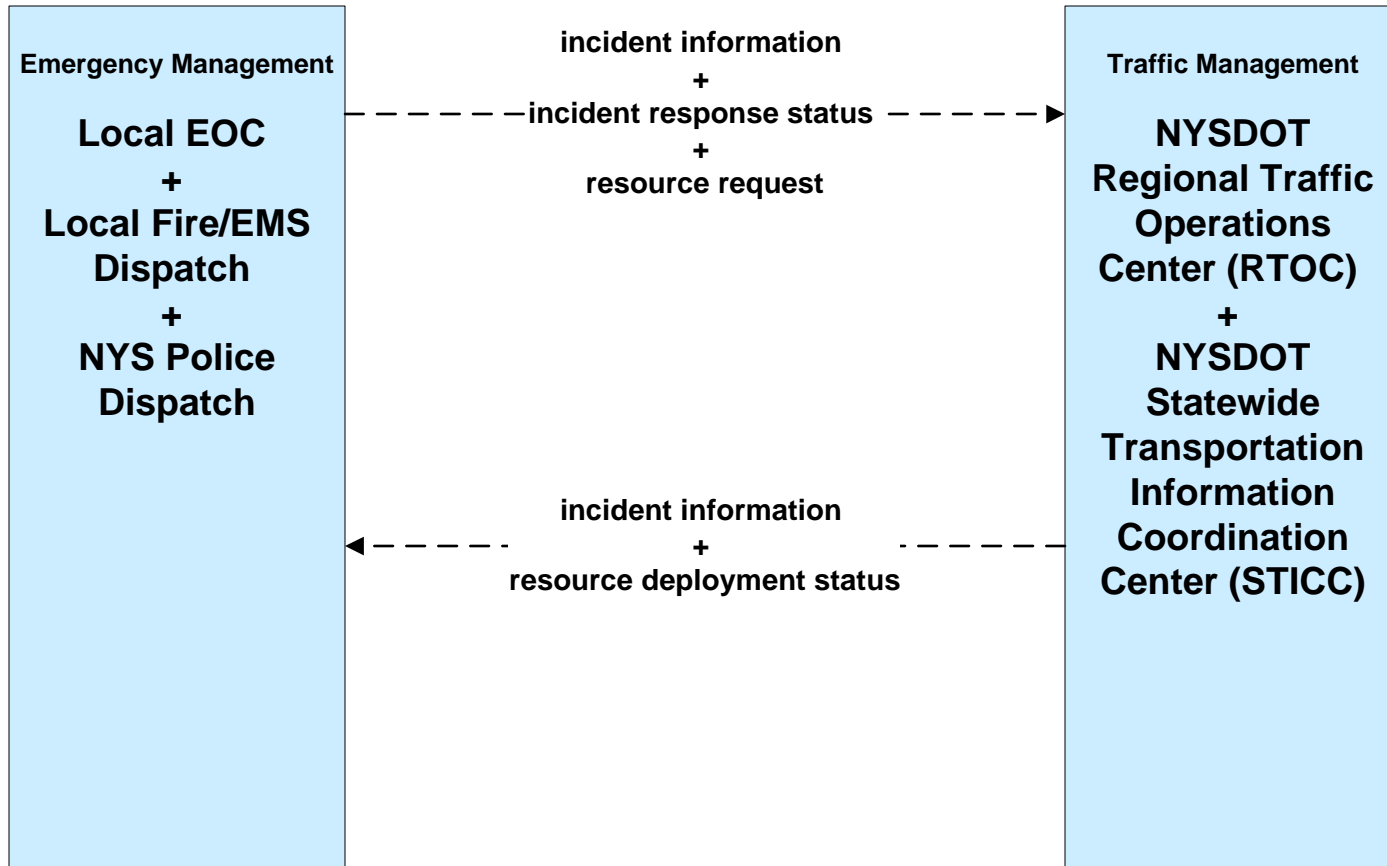 Emergency Management
Local EOC
+
Local Fire/EMS
Dispatch
+
NYS Police
Dispatch
incident information
+
incident response status
+
resource request
incident information
+
resource deployment status
Traffic Management
NYSDOT
Regional Traffic
Operations
Center (RTOC)
+
NYSDOT
Statewide
Transportation
Information
Coordination
Center (STICC)